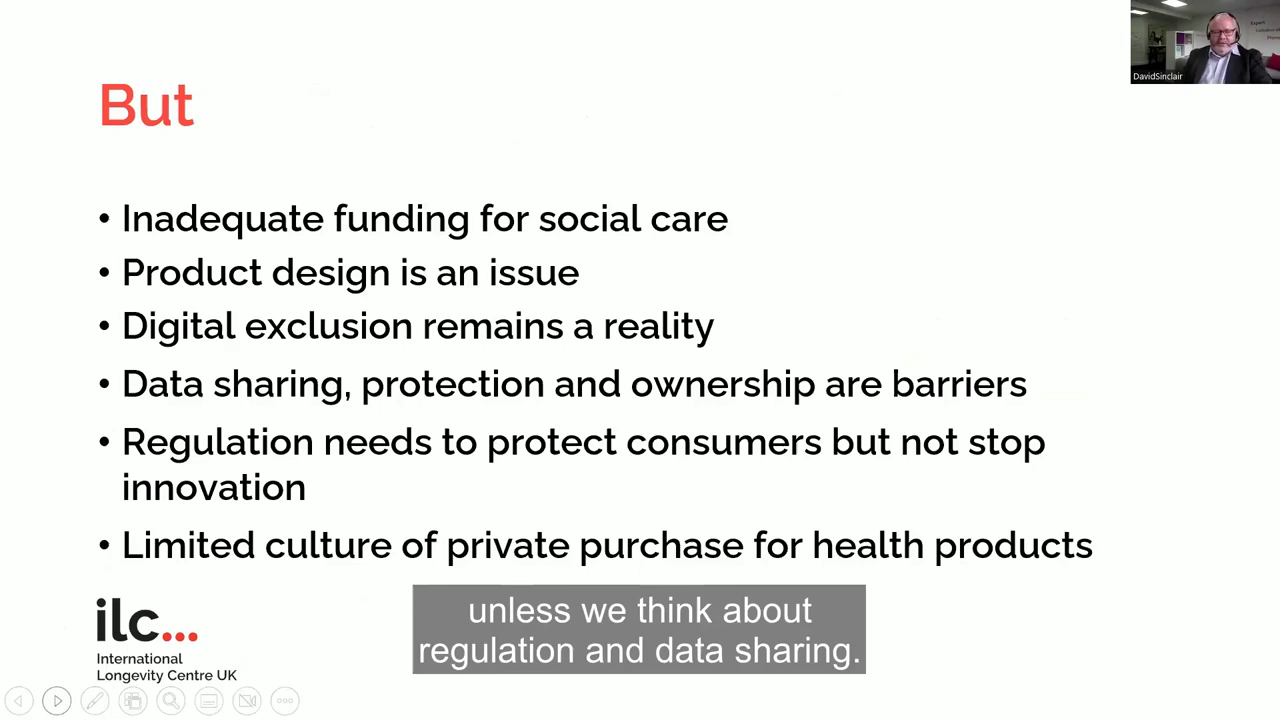 But
• Inadequate funding for social care
• Product design is an issue
• Digital exclusion remains a reality
• Data sharing, protection and ownership are barriers
• Regulation needs to protect consumers but not stop
innovation
• Limited culture of private purchase for health products
unless we think about
regulation and data sharing.
ilc...
International
Longevity Centre UK
DavidSinclair
Expert